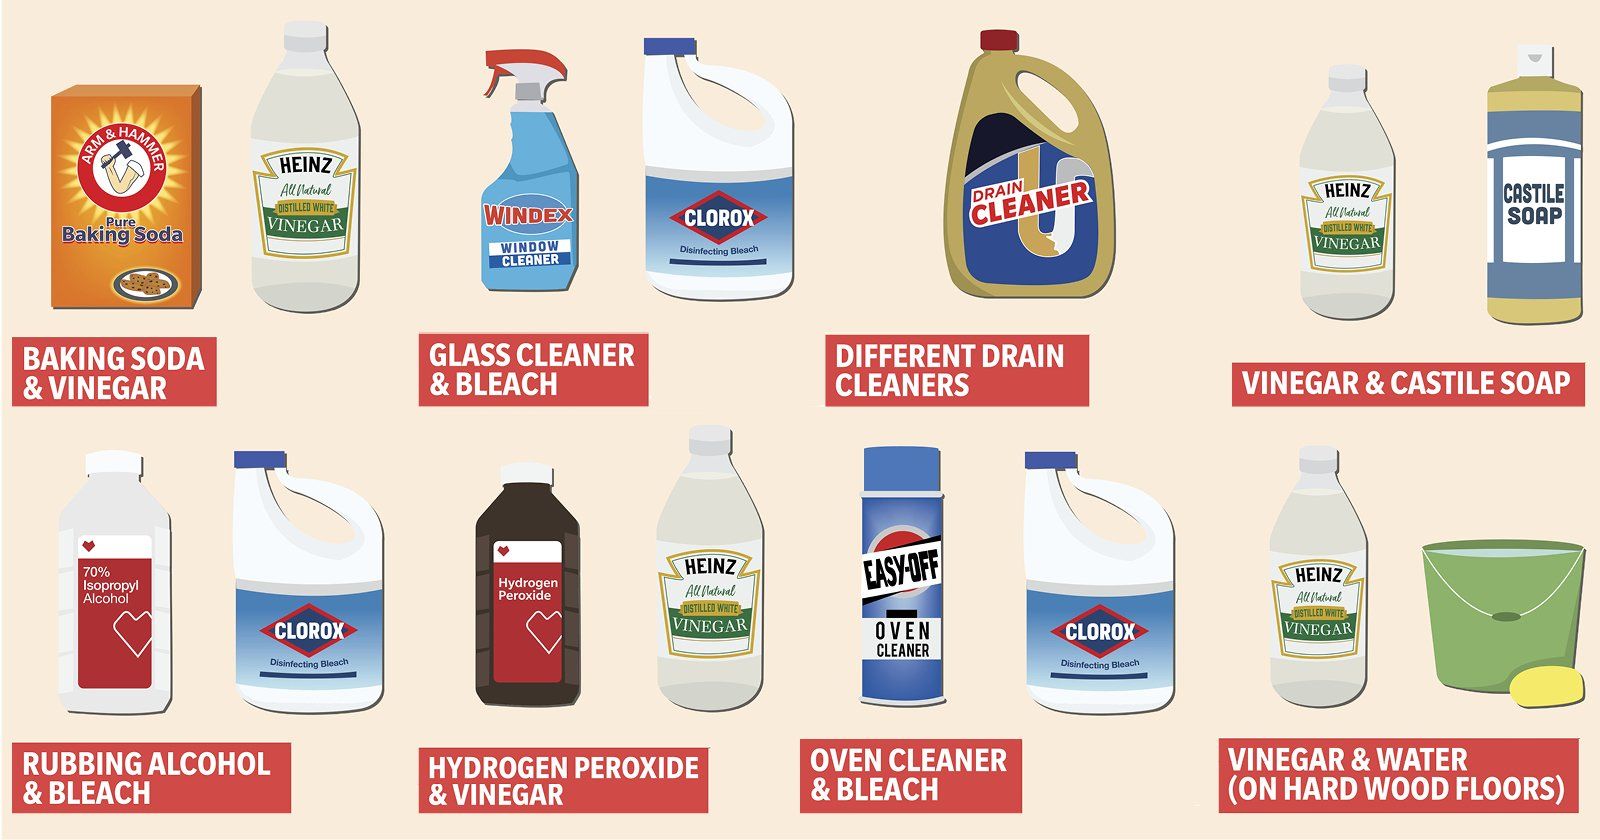 ARM & HAMMER
Pure
Baking Soda
HEINZ
All Natural
DISTILLED WHITE
VINEGAR
BAKING SODA
& VINEGAR
WINDEX
WINDOW
CLEANER
CLOROX
Disinfecting Bleach
GLASS CLEANER
& BLEACH
DRAIN
CLEANER
DIFFERENT DRAIN
CLEANERS
HEINZ
All Natural
DISTILLED WHITE
VINEGAR
CASTILE
SOAP
VINEGAR & CASTILE SOAP
70%
Isopropyl
Alcohol
CLOROX
Disinfecting Bleach
RUBBING ALCOHOL
& BLEACH
Hydrogen
Peroxide
HEINZ
All Natural
DISTILLED WHITE
VINEGAR
HYDROGEN PEROXIDE
& VINEGAR
EASY-OFF
OVEN
CLEANER
CLOROX
Disinfecting Bleach
OVEN CLEANER
& BLEACH
HEINZ
All Natural
DISTILLED WHITE
VINEGAR
VINEGAR & WATER
(ON HARD WOOD FLOORS)